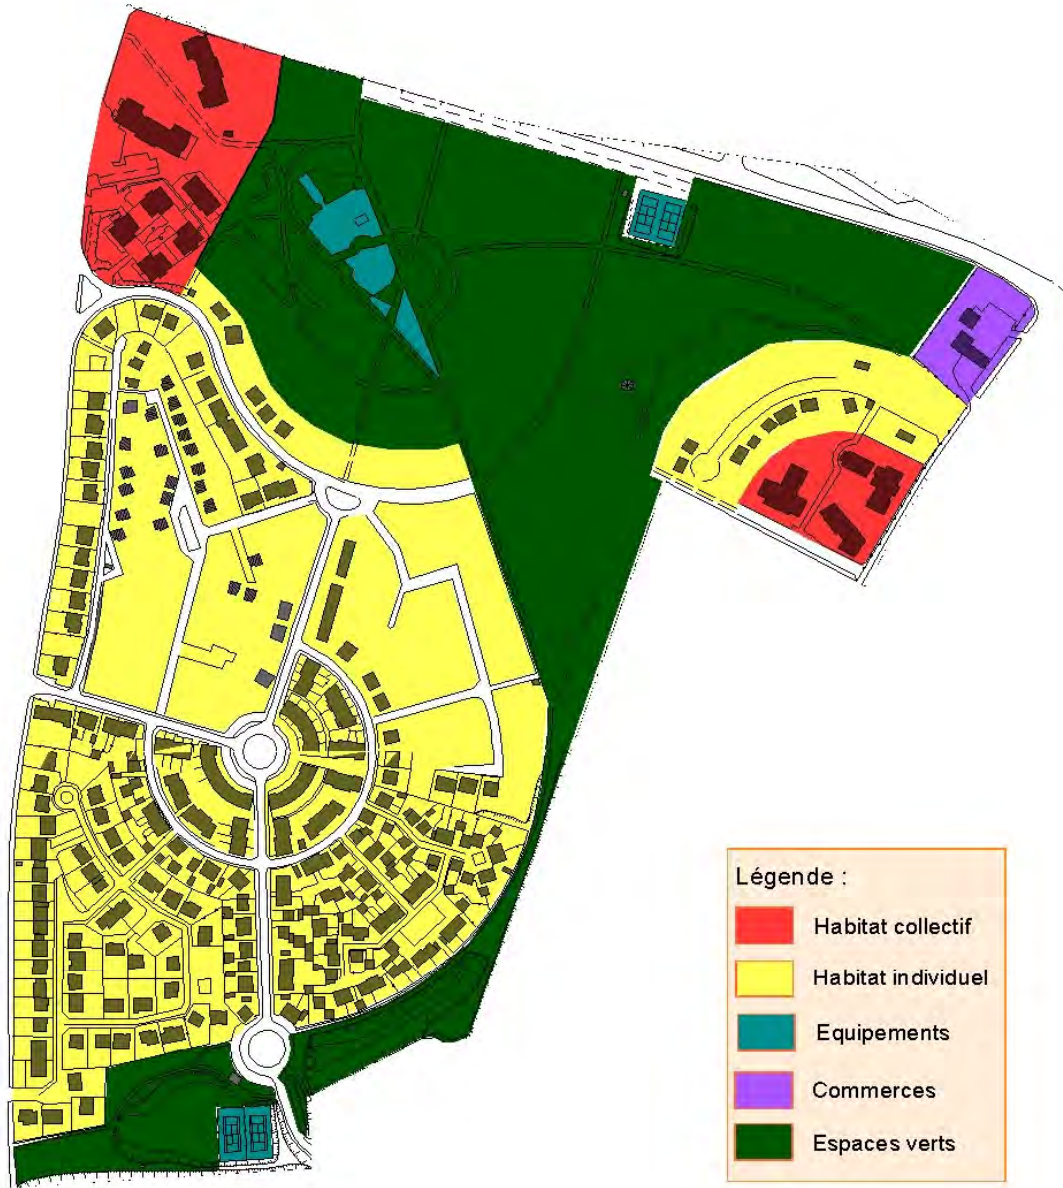 Légende :
Habitat collectif
Habitat individuel
Equipements
Commerces
Espaces verts